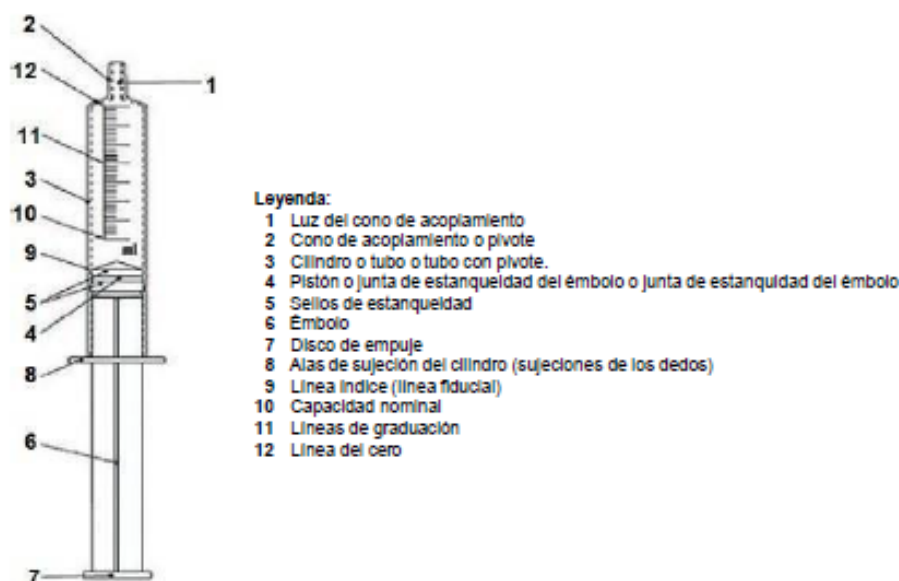 2
12
1
11
3
10
ml
9
5
4
8
6
7
Leyenda:
1 Luz del cono de acoplamiento
2 Cono de acoplamiento o pivote
3 Cilindro o tubo o tubo con pivote.
4 Pistón o junta de estanqueidad del émbolo o junta de estanquidad del émbolo
5 Sellos de estanqueidad
6 Émbolo
7 Disco de empuje
8 Alas de sujeción del cilindro (sujeciones de los dedos)
9 Línea índice (línea fiducial)
10 Capacidad nominal
11 Líneas de graduación
12 Línea del cero